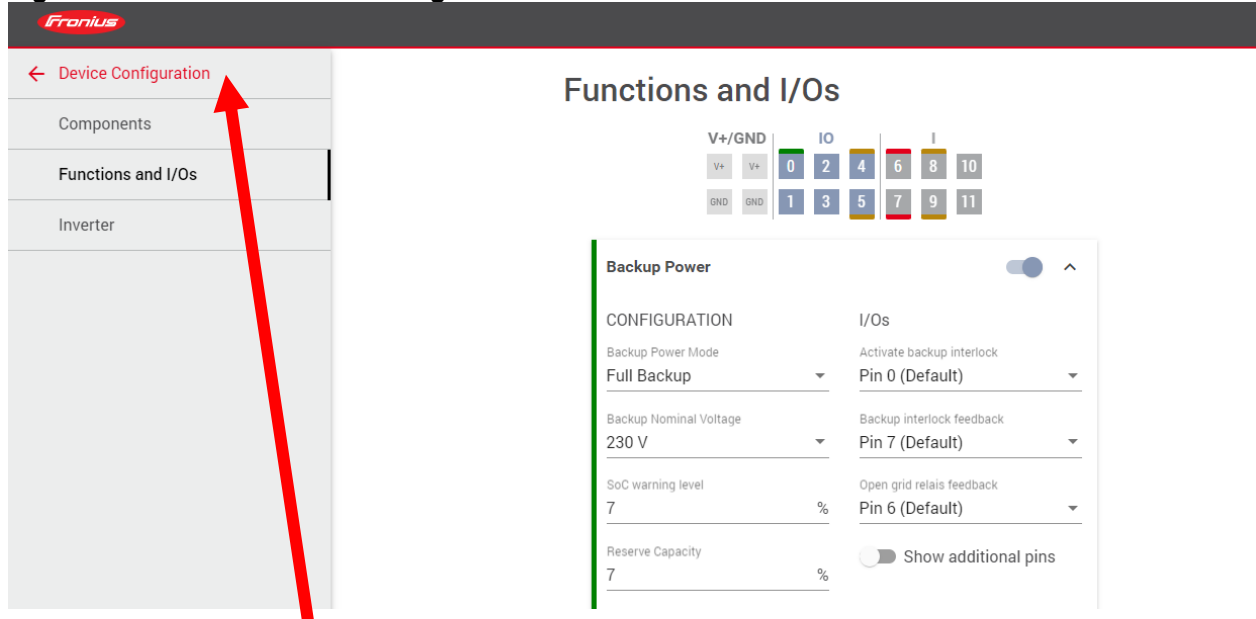 Fronius
Device Configuration
Components
Functions and I/Os
Inverter
Functions and I/Os
V+/GND IO I
V+ V+ 0 2 4 6 8 10
GND GND 1 3 5 7 9 11
Backup Power
CONFIGURATION I/Os
Backup Power Mode Activate backup interlock
Full Backup Pin 0 (Default)
Backup Nominal Voltage Backup interlock feedback
230 V Pin 7 (Default)
SoC warning level Open grid relais feedback
7 % Pin 6 (Default)
Reserve Capacity Show additional pins
7 %